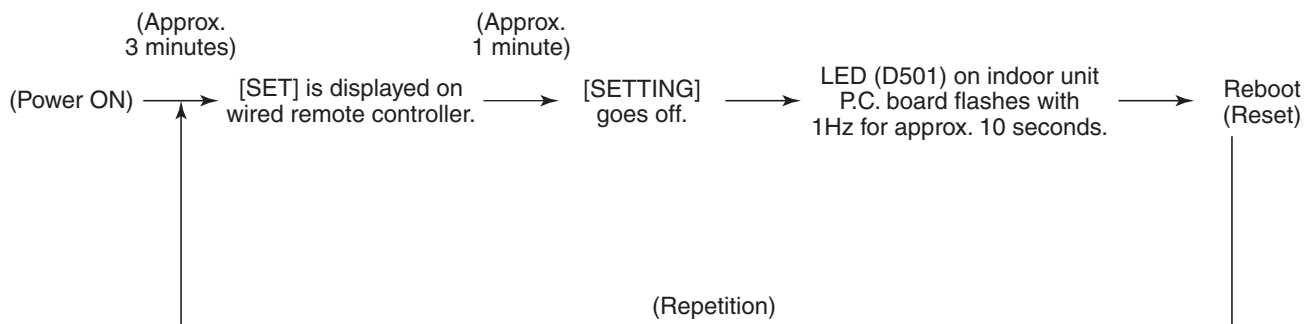 (Approx.
3 minutes)
(Approx.
1 minute)
(Power ON)
[SET] is displayed on
wired remote controller.
[SETTING]
goes off.
LED (D501) on indoor unit
P.C. board flashes with
1Hz for approx. 10 seconds.
Reboot
(Reset)
(Repetition)